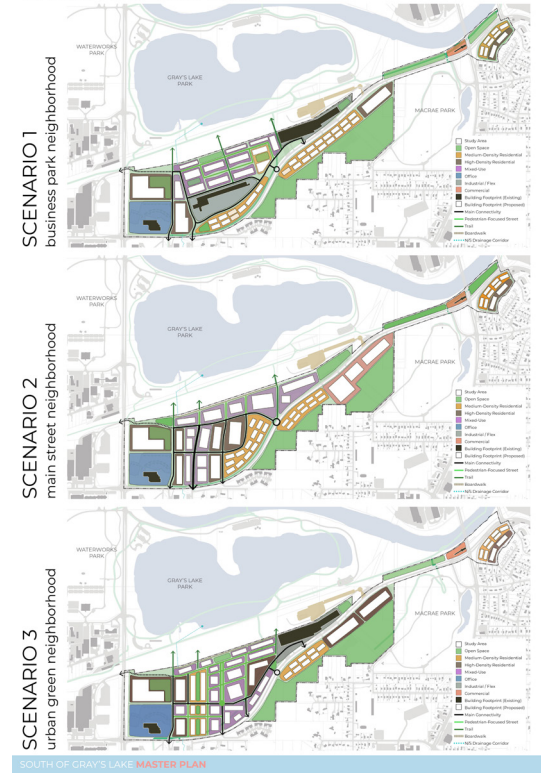 SCENARIO 1
business park neighborhood
WATERWORKS
PARK
GRAY'S LAKE
PARK
MACRAE PARK
Study Area
Open Space
Medium-Density Residential
High-Density Residential
Mixed Use
Office
Industrial / Flex
Commercial
Building Footprint (Existing)
Building Footprint (Proposed)
Main Connectivity
Pedestrian-Focused Street
Trail
Boardwalk
N/S Drainage Corridor
SCENARIO 2
main street neighborhood
WATERWORKS
PARK
GRAY'S LAKE
PARK
MACRAE PARK
Study Area
Open Space
Medium-Density Residential
High-Density Residential
Mixed Use
Office
Industrial / Flex
Commercial
Building Footprint (Existing)
Building Footprint (Proposed)
Main Connectivity
Pedestrian-Focused Street
Trail
Boardwalk
N/S Drainage Corridor
SCENARIO 3
urban green neighborhood
WATERWORKS
PARK
GRAY'S LAKE
PARK
MACRAE PARK
Study Area
Open Space
Medium-Density Residential
High-Density Residential
Mixed Use
Office
Industrial / Flex
Commercial
Building Footprint (Existing)
Building Footprint (Proposed)
Main Connectivity
Pedestrian-Focused Street
Trail
Boardwalk
N/S Drainage Corridor
SOUTH OF GRAY'S LAKE MASTER PLAN